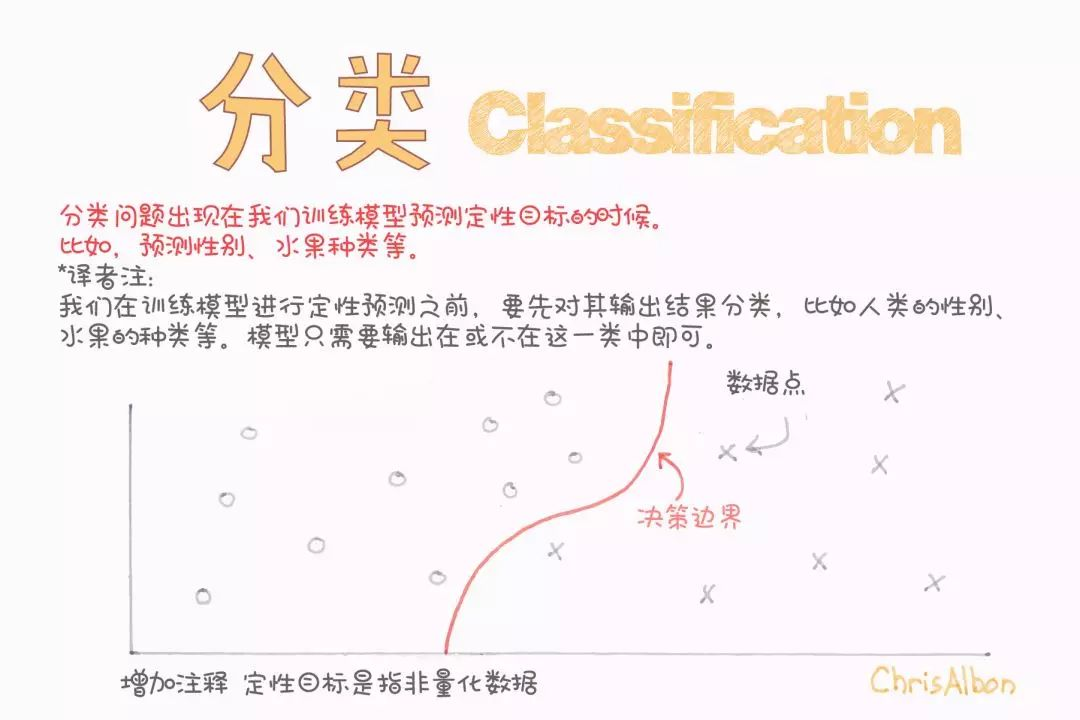 分类 Classification
分类问题出现在我们训练模型预测定性目标的时候。
比如，预测性别、水果种类等。
*译者注：
我们在训练模型进行定性预测之前，要先对其输出结果分类，比如人类的性别、
水果的种类等。模型只需要输出在或不在这一类中即可。
数据点
决策边界
增加注释 定性目标是指非量化数据
ChrisAlbon